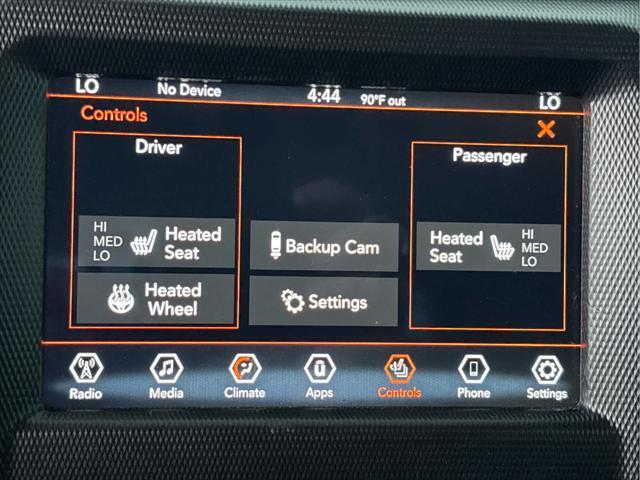 LO
No Device
4:44
90°F out
LO
Controls
Driver
Passenger
HI
MED
LO
Heated
Seat
Backup Cam
Heated
Seat
HI
MED
LO
Heated
Wheel
Settings
Radio
Media
Climate
Apps
Controls
Phone
Settings